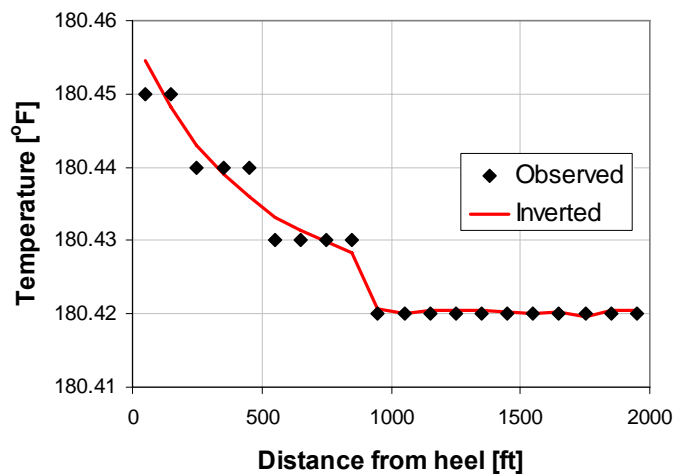 180.46
180.45
180.44
180.43
180.42
180.41
Temperature [°F]
Observed
Inverted
0 500 1000 1500 2000
Distance from heel [ft]